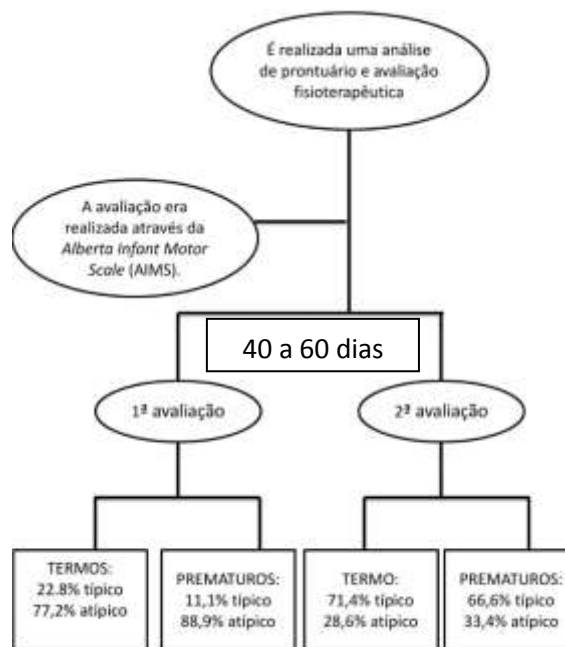 É realizada uma análise
de prontuário e avaliação
fisioterapêutica
A avaliação era
realizada através da
Alberta Infant Motor
Scale (AIMS).
40 a 60 dias
1ª avaliação
2ª avaliação
TERMOS:
22.8% típico
77,2% atípico
PREMATUROS:
11,1% típico
88,9% atípico
TERMO:
71,4% típico
28,6% atípico
PREMATUROS:
66,6% típico
33,4% atípico